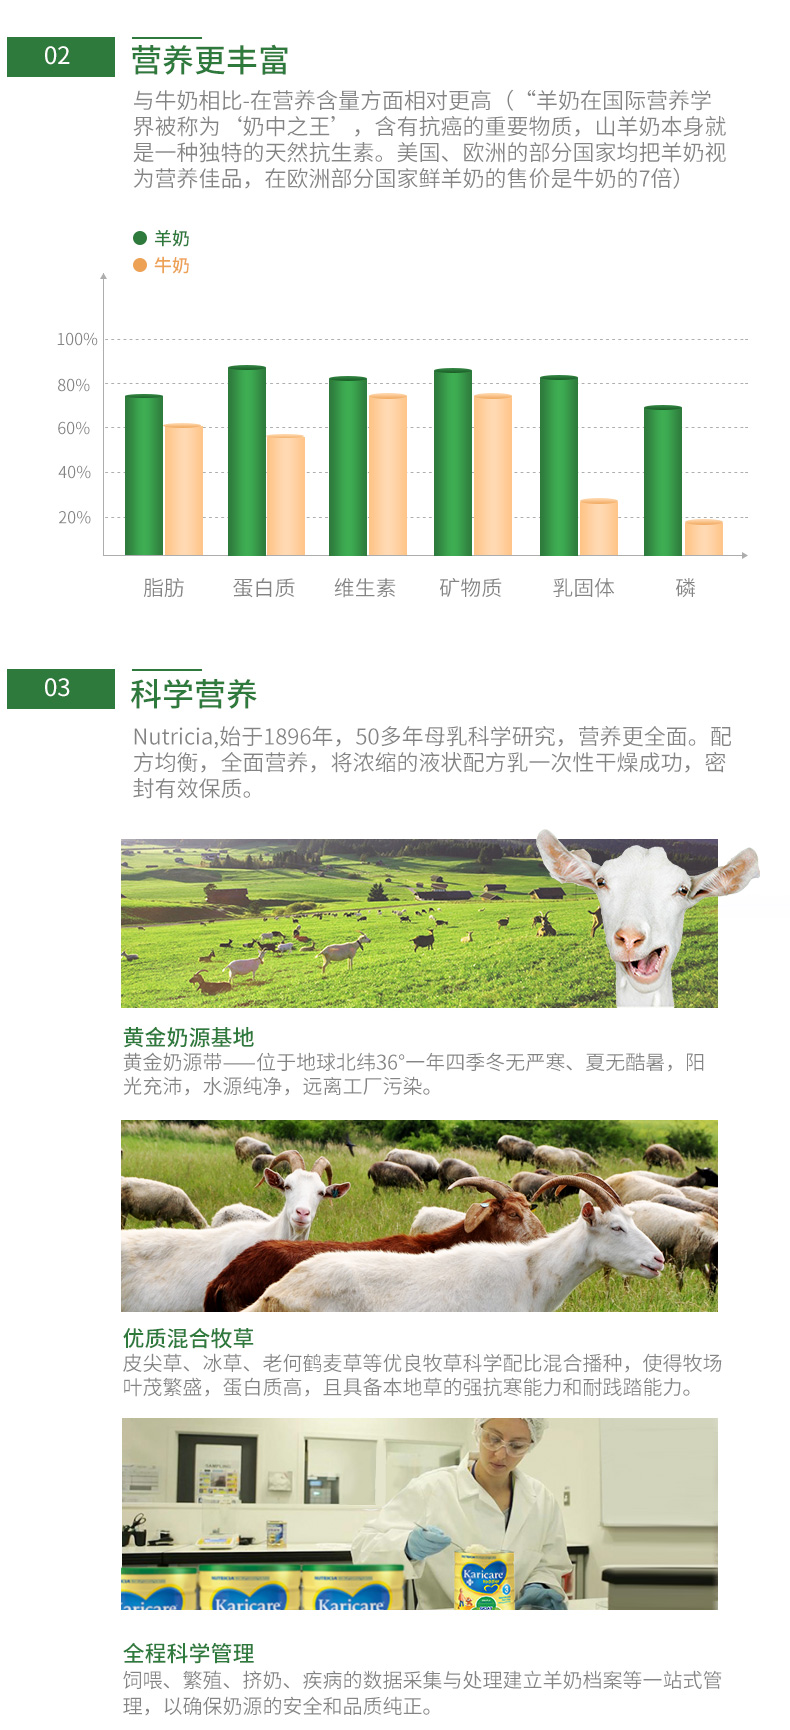 02
营养更丰富
与牛奶相比-在营养含量方面相对更高（“羊奶在国际营养学
界被称为‘奶中之王’，含有抗癌的重要物质，山羊奶本身就
是一种独特的天然抗生素。美国、欧洲的部分国家均把羊奶视
为营养佳品，在欧洲部分国家鲜羊奶的售价是牛奶的7倍）
羊奶
牛奶
100%
80%
60%
40%
20%
脂肪 蛋白质 维生素 矿物质 乳固体 磷
03
科学营养
Nutricia,始于1896年，50多年母乳科学研究，营养更全面。配
方均衡，全面营养，将浓缩的液状配方乳一次性干燥成功，密
封有效保质。
黄金奶源基地
黄金奶源带——位于地球北纬36°一年四季冬无严寒、夏无酷暑，阳
光充沛，水源纯净，远离工厂污染。
优质混合牧草
皮尖草、冰草、老何鹤麦草等优良牧草科学配比混合播种，使得牧场
叶茂繁盛，蛋白质高，且具备本地草的强抗寒能力和耐践踏能力。
SAMPLING
NUTRICIA
NUTRICIA
NUTRICIA
Karicare
Karicare
Karicare
Karicare
全程科学管理
饲喂、繁殖、挤奶、疾病的数据采集与处理建立羊奶档案等一站式管
理，以确保奶源的安全和品质纯正。